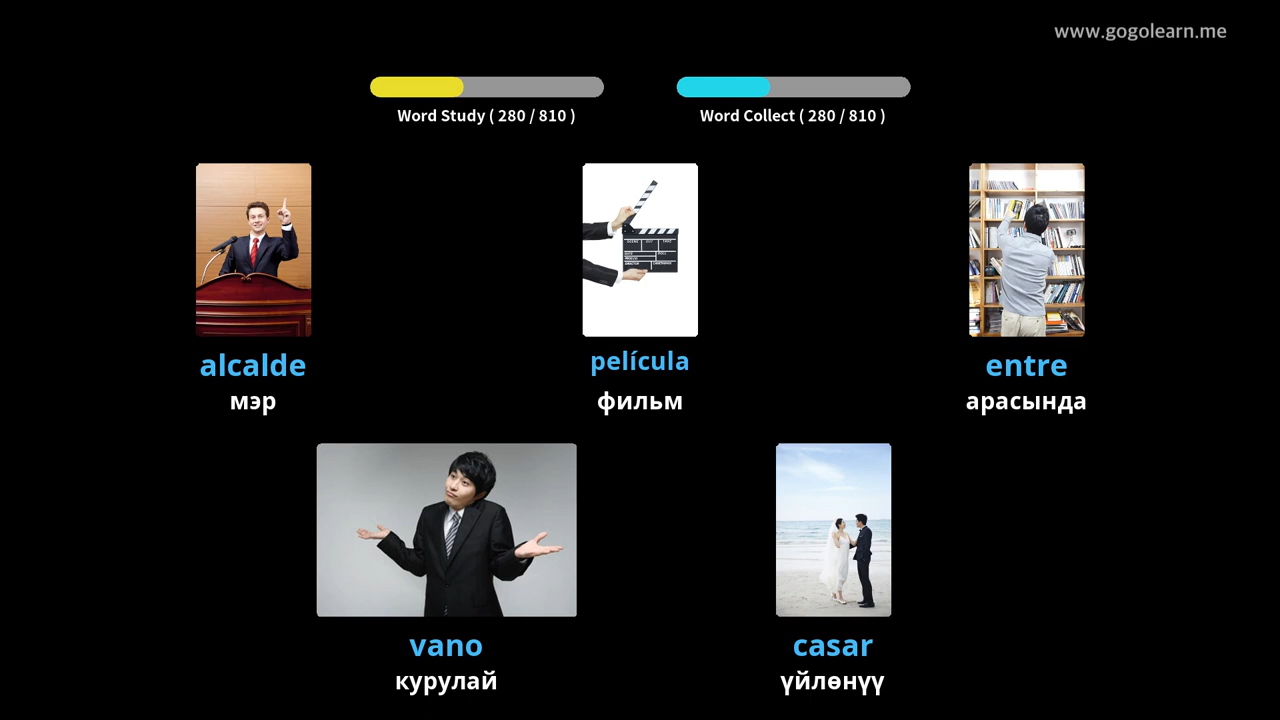 www.gogolearn.me
Word Study ( 280 / 810 )
Word Collect ( 280 / 810 )
alcalde
película
entre
мэр
фильм
арасында
vano
casar
курулай
үйлөнүү